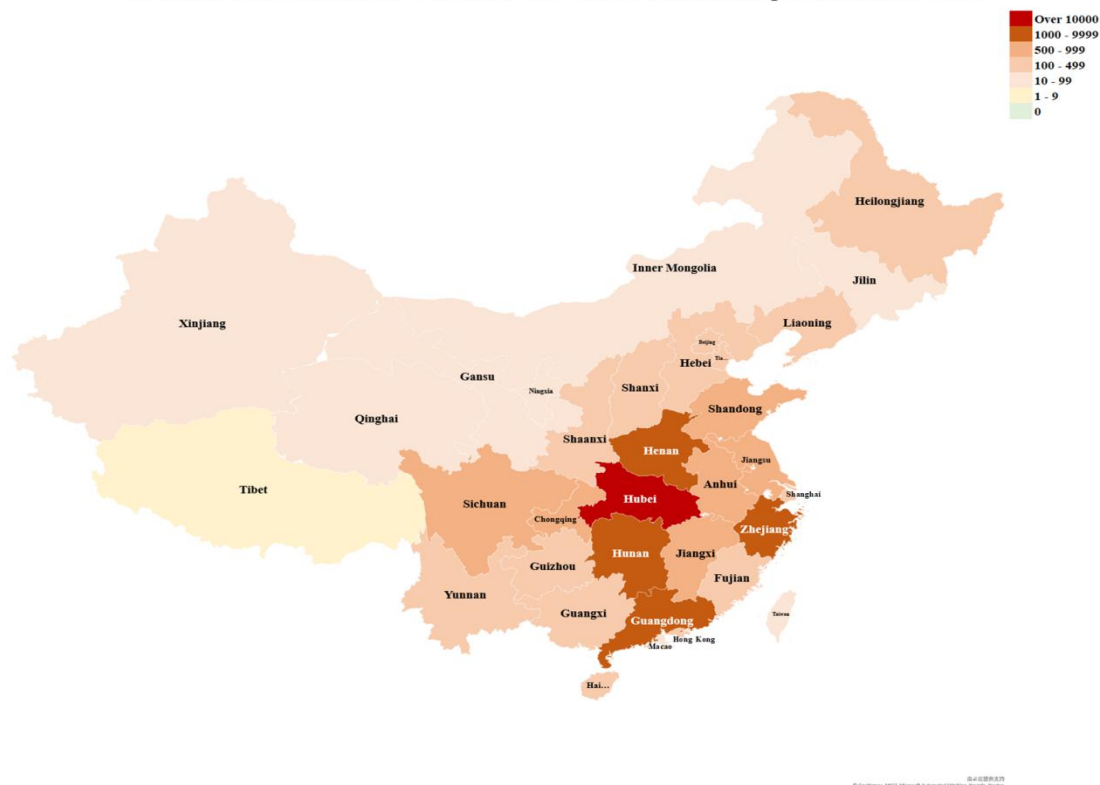 Over 10000
1000 - 9999
500 - 999
100 - 499
10 - 99
1 - 9
0
Heilongjiang
Inner Mongolia
Jilin
Xinjiang
Liaoning
Beijing
Tia...
Hebei
Gansu
Shanxi
Ningxia
Qinghai
Shandong
Shaanxi
Henan
Jiangsu
Tibet
Anhui
Sichuan
Hubei
Shanghai
Chongqing
Zhejiang
Hunan
Jiangxi
Guizhou
Fujian
Yunnan
Guangxi
Taiwan
Guangdong
Hong Kong
Macao
Hai...